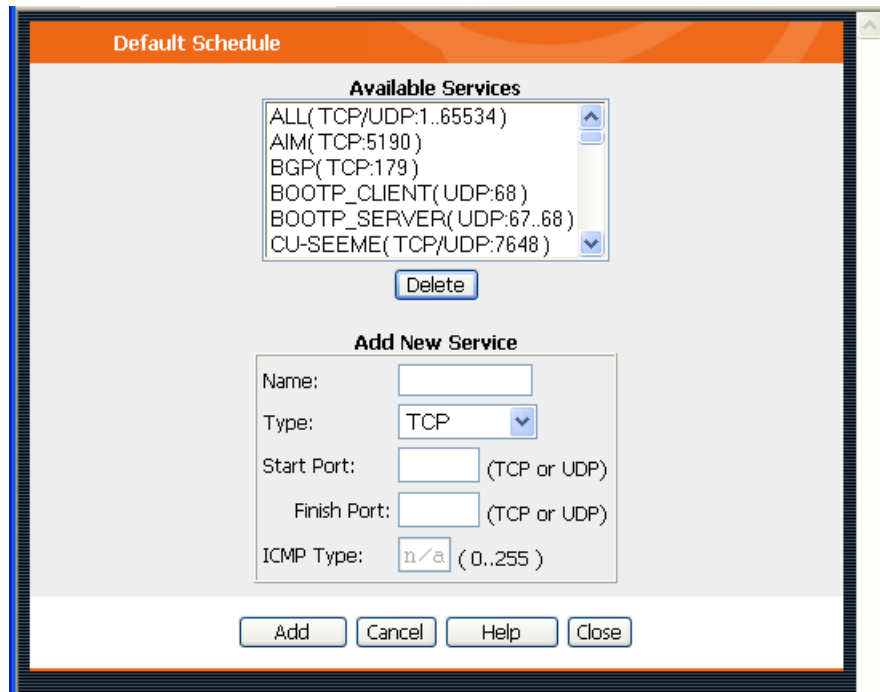 Default Schedule
Available Services
ALL(TCP/UDP:1..65534)
AIM(TCP:5190)
BGP(TCP:179)
BOOTP_CLIENT(UDP:68)
BOOTP_SERVER(UDP:67..68)
CU-SEEME(TCP/UDP:7648)
Delete
Add New Service
Name:
Type: TCP
Start Port: (TCP or UDP)
Finish Port: (TCP or UDP)
ICMP Type: n/a (0..255)
Add Cancel Help Close